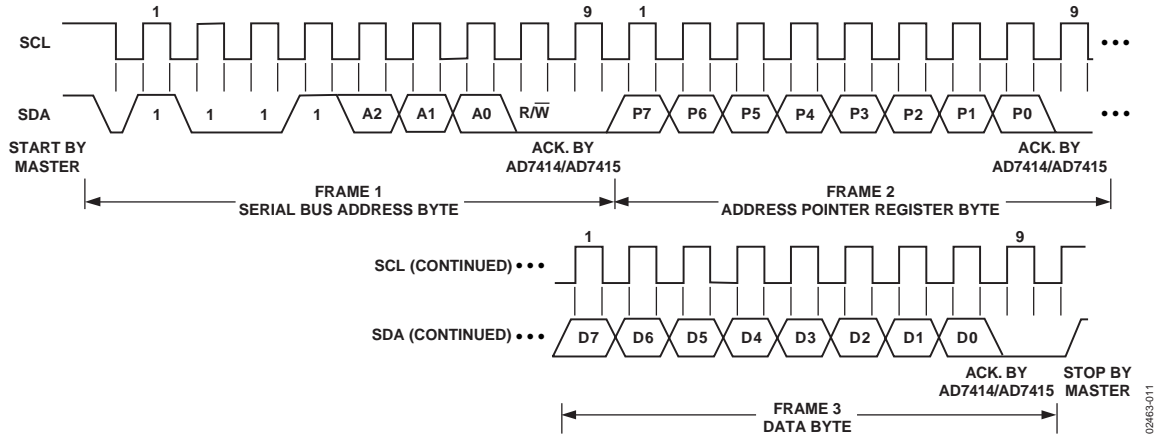 1 9 1 9
SCL •••
SDA 1 1 1 1 A2 A1 A0 R/W̅ P7 P6 P5 P4 P3 P2 P1 P0 •••
START BY MASTER
ACK. BY AD7414/AD7415
ACK. BY AD7414/AD7415
FRAME 1
SERIAL BUS ADDRESS BYTE
FRAME 2
ADDRESS POINTER REGISTER BYTE
1 9
SCL (CONTINUED) •••
SDA (CONTINUED) ••• D7 D6 D5 D4 D3 D2 D1 D0
ACK. BY AD7414/AD7415
STOP BY MASTER
FRAME 3
DATA BYTE
02463-011